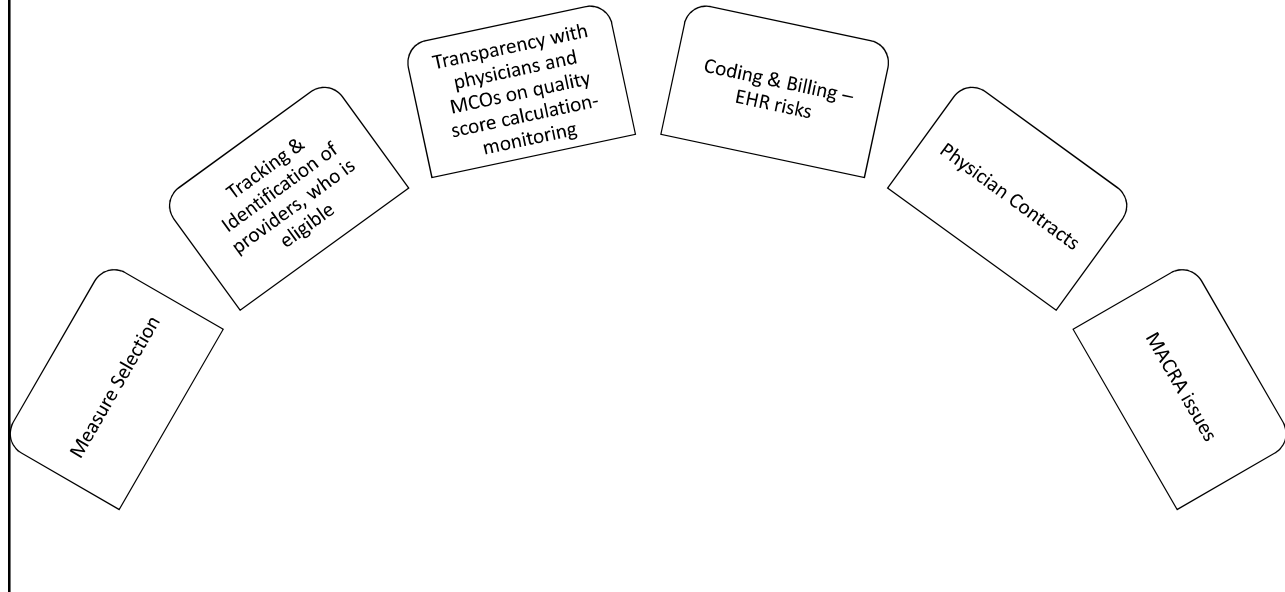 Measure Selection
Tracking &
Identification of
providers, who is
eligible
Transparency with
physicians and
MCOs on quality
score calculation-
monitoring
Coding & Billing –
EHR risks
Physician Contracts
MACRA issues